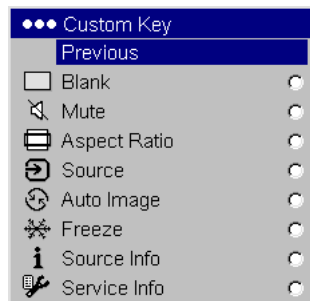 Custom Key
Previous
Blank
Mute
Aspect Ratio
Source
Auto Image
Freeze
Source Info
Service Info